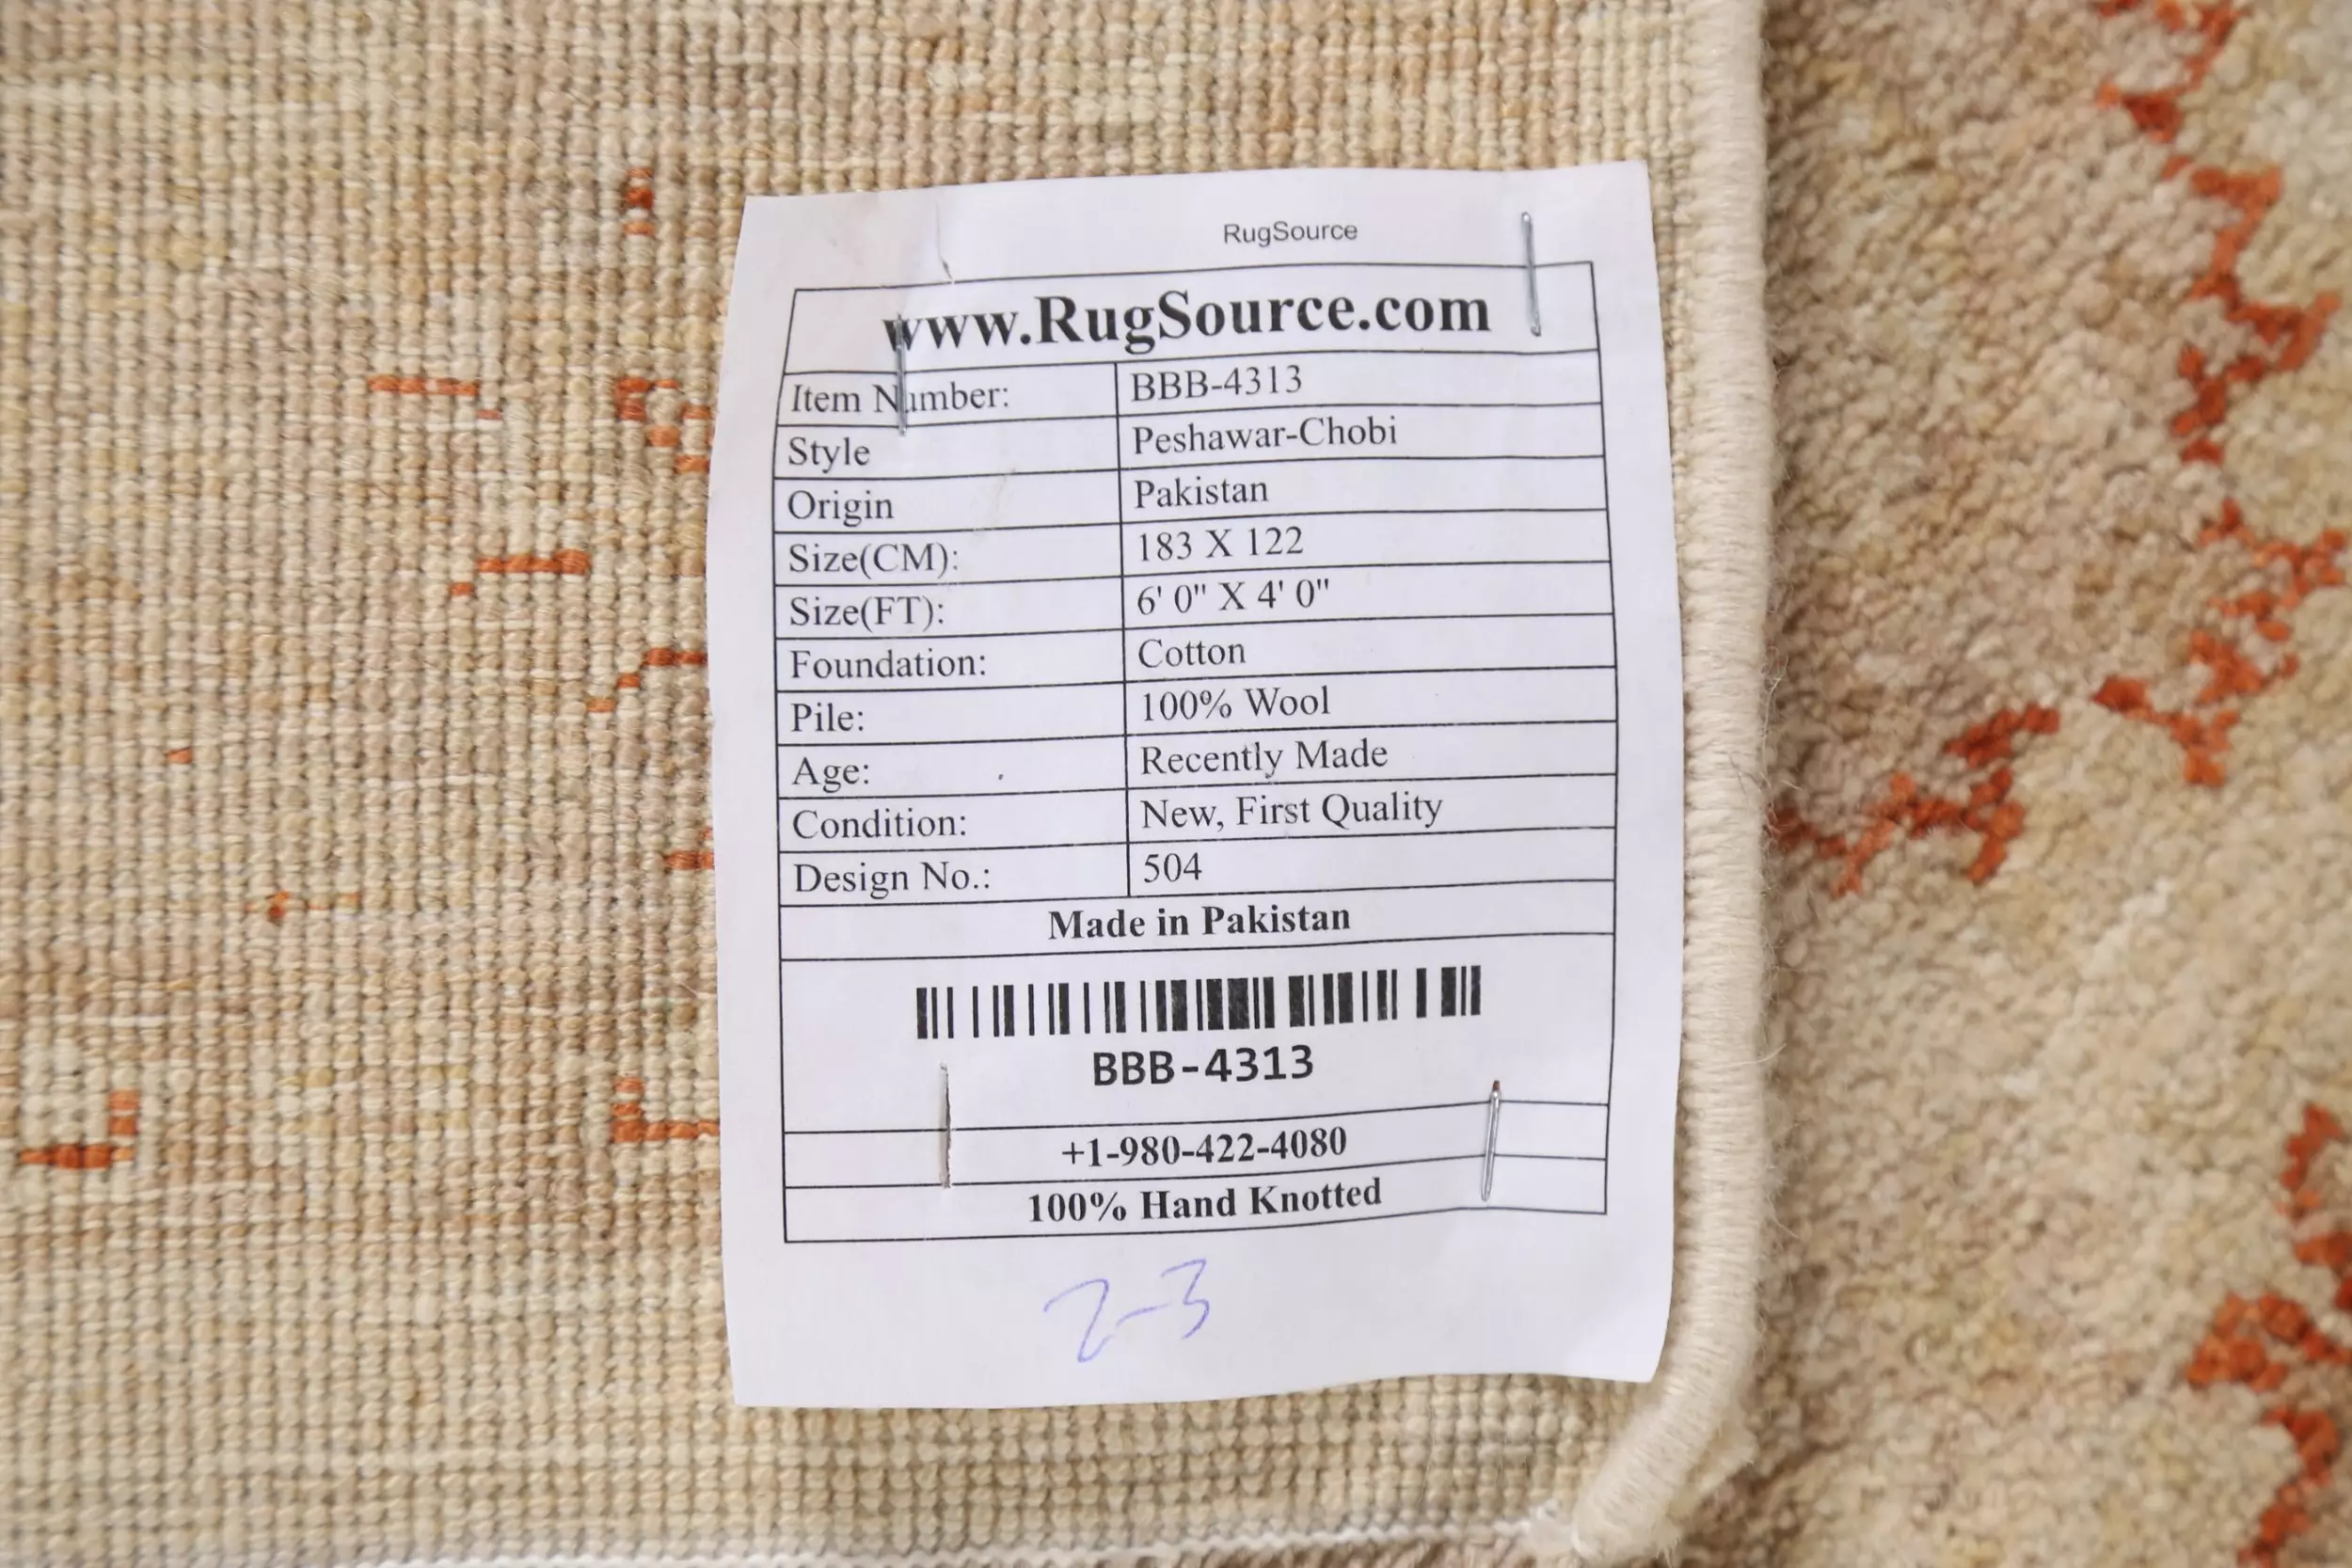 RugSource
www.RugSource.com
Item Number: BBB-4313
Style Peshawar-Chobi
Origin Pakistan
Size(CM): 183 X 122
Size(FT): 6' 0" X 4' 0"
Foundation: Cotton
Pile: 100% Wool
Age: Recently Made
Condition: New, First Quality
Design No.: 504
Made in Pakistan
BBB-4313
+1-980-422-4080
100% Hand Knotted
2-3